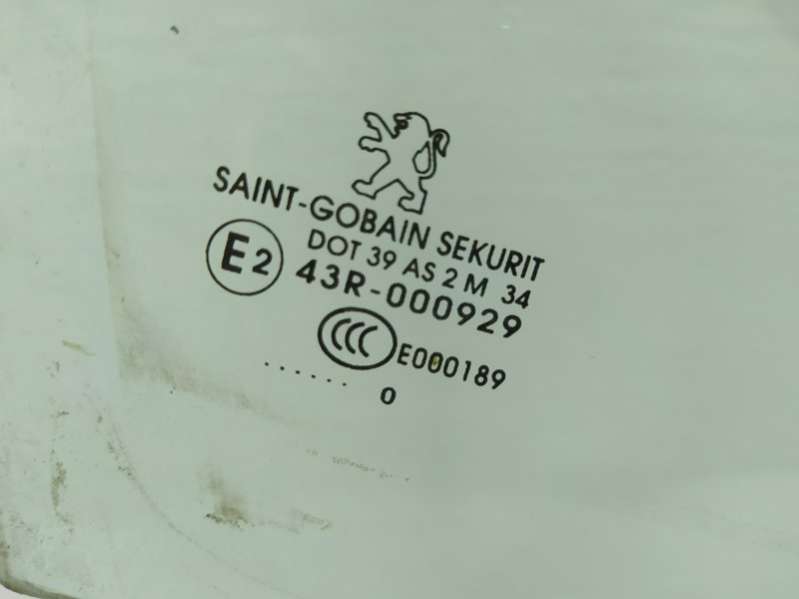 SAINT-GOBAIN SEKURIT
DOT 39 AS 2 M 34
E2 43R-000929
CCC E000189
......
0